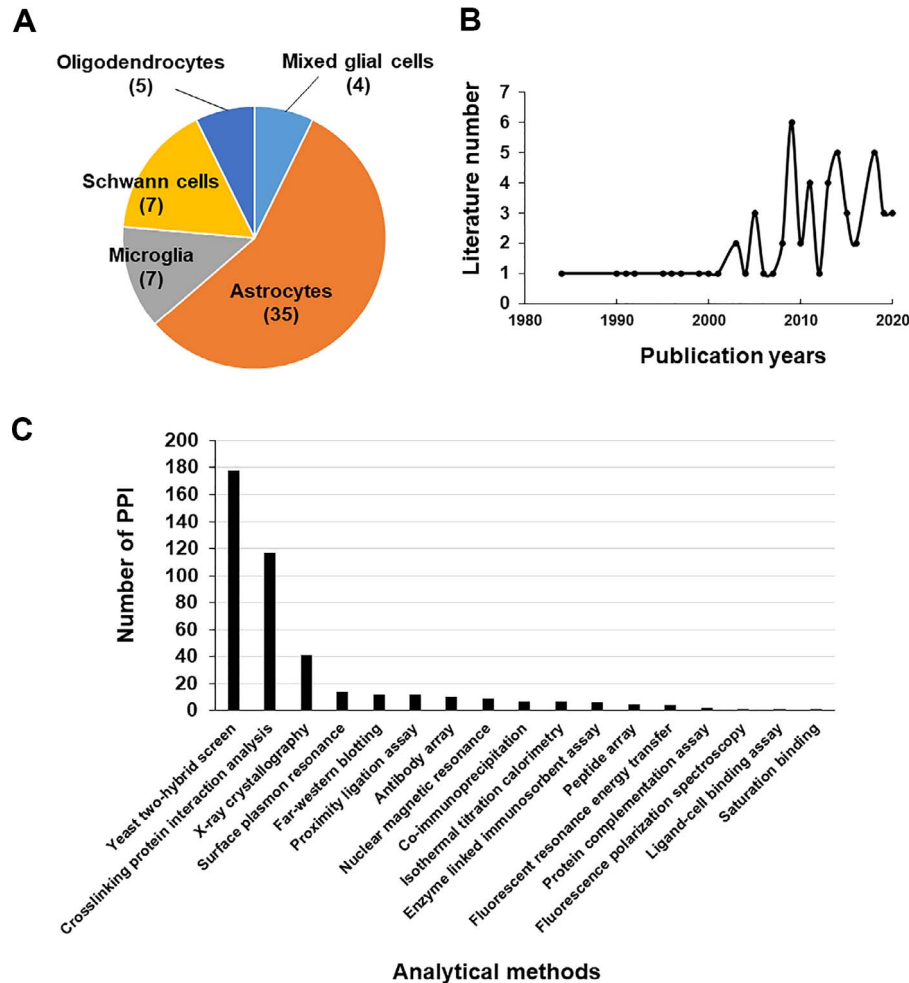 A
Oligodendrocytes
(5)
Mixed glial cells
(4)
Schwann cells
(7)
Microglia
(7)
Astrocytes
(35)
B
Literature number
7
6
5
4
3
2
1
0
1980
1990
2000
2010
2020
Publication years
C
Number of PPI
200
180
160
140
120
100
80
60
40
20
0
Yeast two-hybrid screen
Crosslinking protein interaction analysis
X-ray crystallography
Surface plasmon resonance
Far-western blotting
Proximity ligation assay
Antibody array
Nuclear magnetic resonance
Co-immunoprecipitation
Isothermal titration calorimetry
Enzyme linked immunosorbent assay
Peptide array
Fluorescent resonance energy transfer
Protein complementation assay
Fluorescence polarization spectroscopy
Ligand-cell binding assay
Saturation binding
Analytical methods